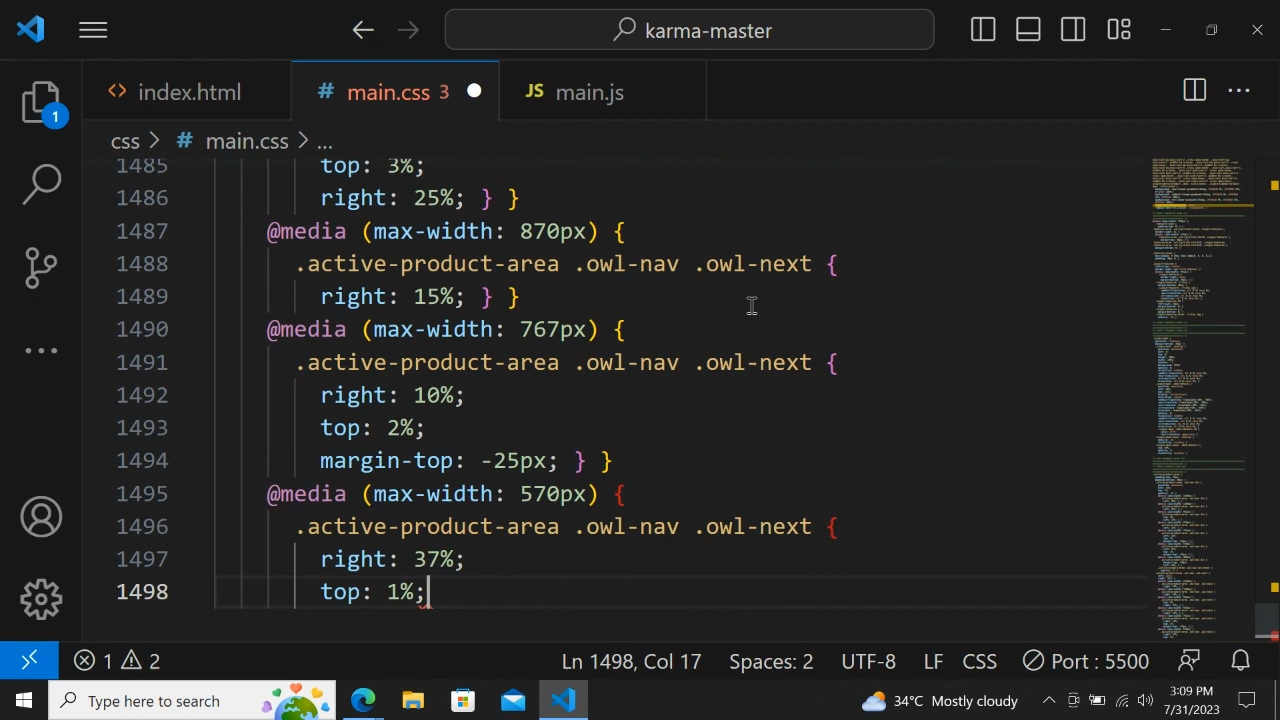 karma-master
index.html
# main.css 3
JS main.js
1
css > # main.css > ...
1485 top: 3%;
1486 right: 25%
1487 @media (max-width: 878px) {
1488 .active-product-area .owl-nav .owl-next {
1489 right: 15% }
1490 @media (max-width: 767px) {
1491 .active-product-area .owl-nav .owl-next {
1492 right: 10%
1493 top: 2%;
1494 margin-top: 25px; } }
1495 @media (max-width: 576px) {
1496 .active-product-area .owl-nav .owl-next {
1497 right: 37%;
1498 top: 1%;
1 2
Ln 1498, Col 17
Spaces: 2
UTF-8
LF
CSS
Port : 5500
Type here to search
34°C Mostly cloudy
3:09 PM
7/31/2023